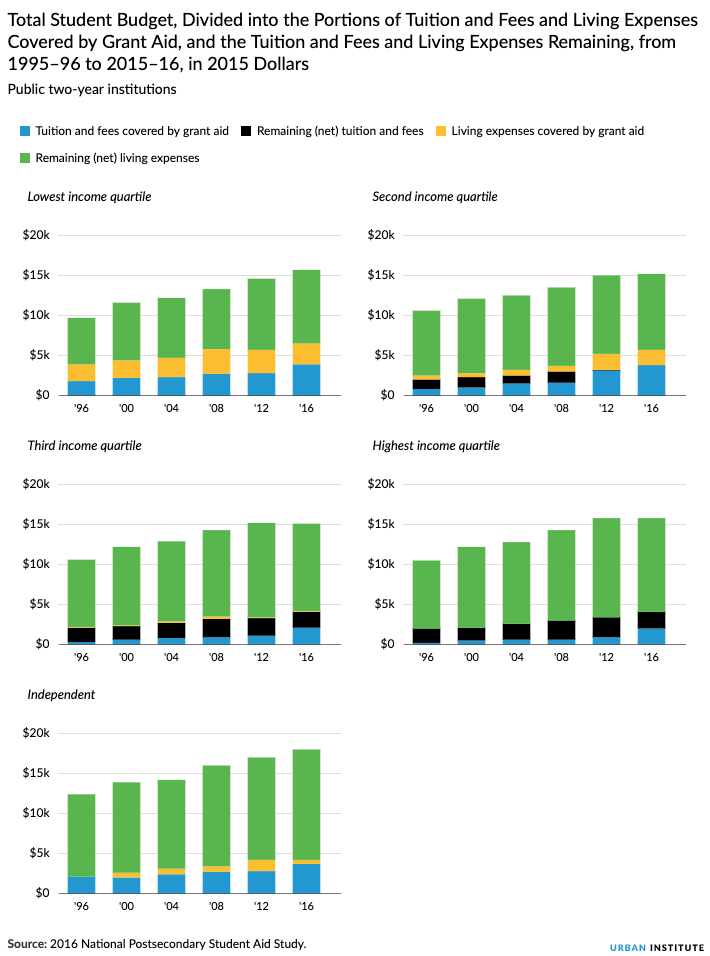 Total Student Budget, Divided into the Portions of Tuition and Fees and Living Expenses
Covered by Grant Aid, and the Tuition and Fees and Living Expenses Remaining, from
1995–96 to 2015–16, in 2015 Dollars
Public two-year institutions
Tuition and fees covered by grant aid Remaining (net) tuition and fees Living expenses covered by grant aid
Remaining (net) living expenses
Lowest income quartile
$20k
$15k
$10k
$5k
$0
'96 '00 '04 '08 '12 '16
Second income quartile
$20k
$15k
$10k
$5k
$0
'96 '00 '04 '08 '12 '16
Third income quartile
$20k
$15k
$10k
$5k
$0
'96 '00 '04 '08 '12 '16
Highest income quartile
$20k
$15k
$10k
$5k
$0
'96 '00 '04 '08 '12 '16
Independent
$20k
$15k
$10k
$5k
$0
'96 '00 '04 '08 '12 '16
Source: 2016 National Postsecondary Student Aid Study.
URBAN INSTITUTE